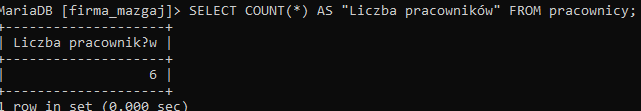 MariaDB [firma_mazgaj]> SELECT COUNT(*) AS "Liczba pracowników" FROM pracownicy;
+--------------------+
| Liczba pracownik?w |
+--------------------+
| 6 |
+--------------------+
1 row in set (0.000 sec)